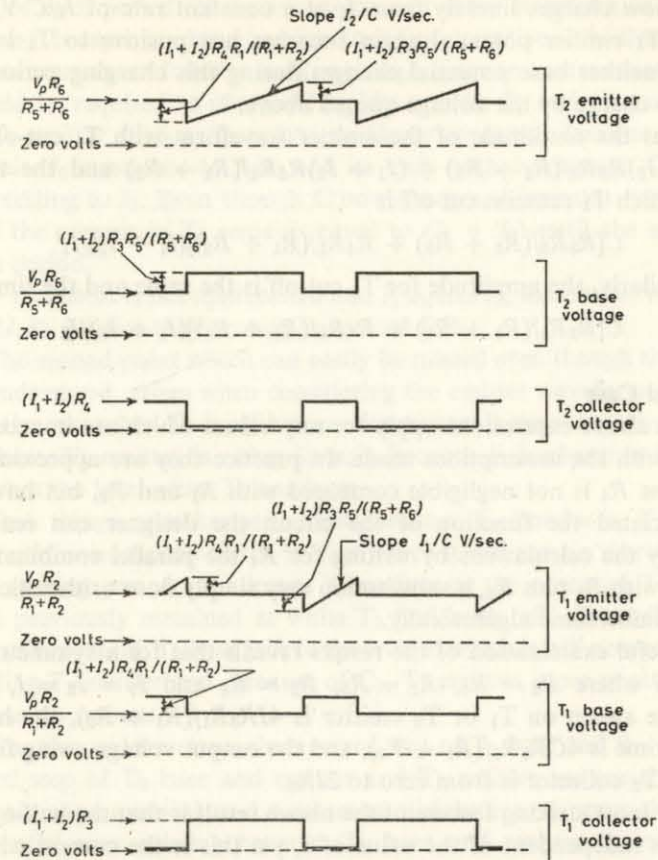 Slope I₂/C V/sec.
(I₁+ I₂)R₄R₁/(R₁+R₂)
(I₁+ I₂)R₃R₅/(R₅+R₆)
VₚR₆
R₅+R₆
Zero volts
T₂ emitter
voltage
(I₁+I₂)R₃R₅/(R₅+R₆)
VₚR₆
R₅+R₆
Zero volts
T₂ base
voltage
(I₁+I₂)R₄
Zero volts
T₂ collector
voltage
(I₁+I₂)R₃R₅/(R₅+R₆)
(I₁+I₂)R₄R₁/(R₁+R₂)
Slope I₁/C V/sec.
VₚR₂
R₁+R₂
Zero volts
T₁ emitter
voltage
(I₁+I₂)R₄R₁/(R₁+R₂)
VₚR₂
R₁+R₂
Zero volts
T₁ base
voltage
(I₁+I₂)R₃
Zero volts
T₁ collector
voltage